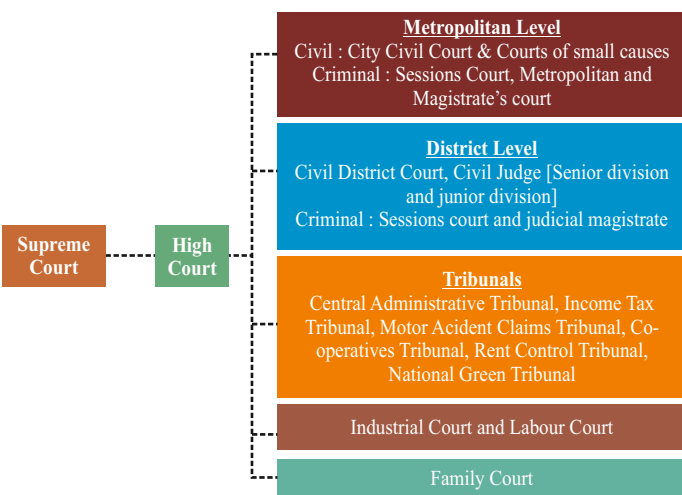 Supreme
Court
High
Court
Metropolitan Level
Civil : City Civil Court & Courts of small causes
Criminal : Sessions Court, Metropolitan and
Magistrate's court
District Level
Civil District Court, Civil Judge [Senior division
and junior division]
Criminal : Sessions court and judicial magistrate
Tribunals
Central Administrative Tribunal, Income Tax
Tribunal, Motor Acident Claims Tribunal, Co-
operatives Tribunal, Rent Control Tribunal,
National Green Tribunal
Industrial Court and Labour Court
Family Court